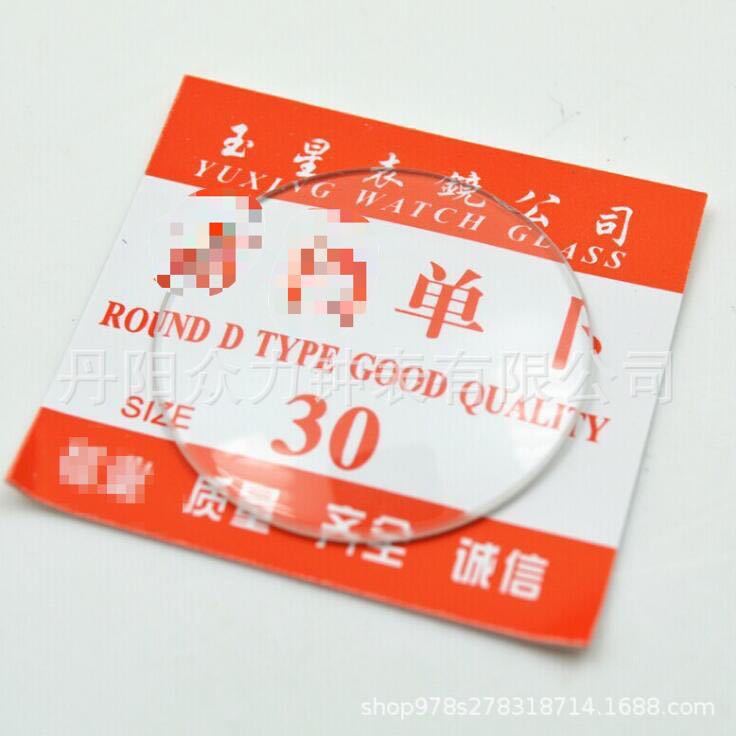 玉星表鏡公司
YUXING WATCH GLASS
单卜
ROUND D TYPE GOOD QUALITY
丹阳众力钟表有限公司
SIZE 30
质量 齐全 诚信
shop978s278318714.1688.com